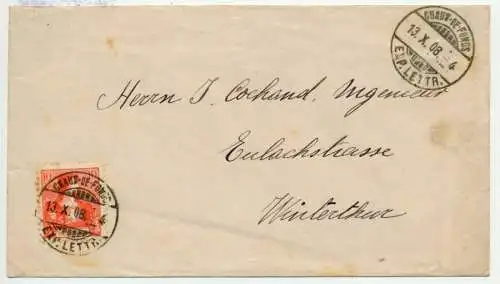 CHAUX-DE-FONDS
13.X.08.
4
EXP. LETTR.
Herrn J. Cochand, Ingenieur
Eulachstrasse
Winterthur
CHAUX-DE-FONDS
13.X.08.
4
EXP. LETTR.